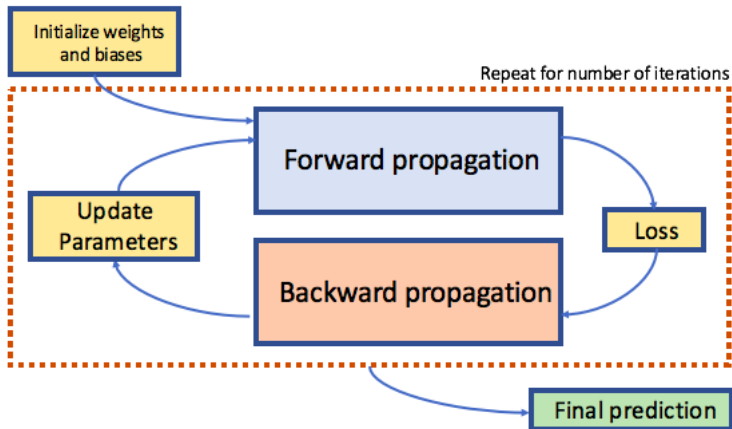 Initialize weights
and biases
Repeat for number of iterations
Forward propagation
Update
Parameters
Loss
Backward propagation
Final prediction